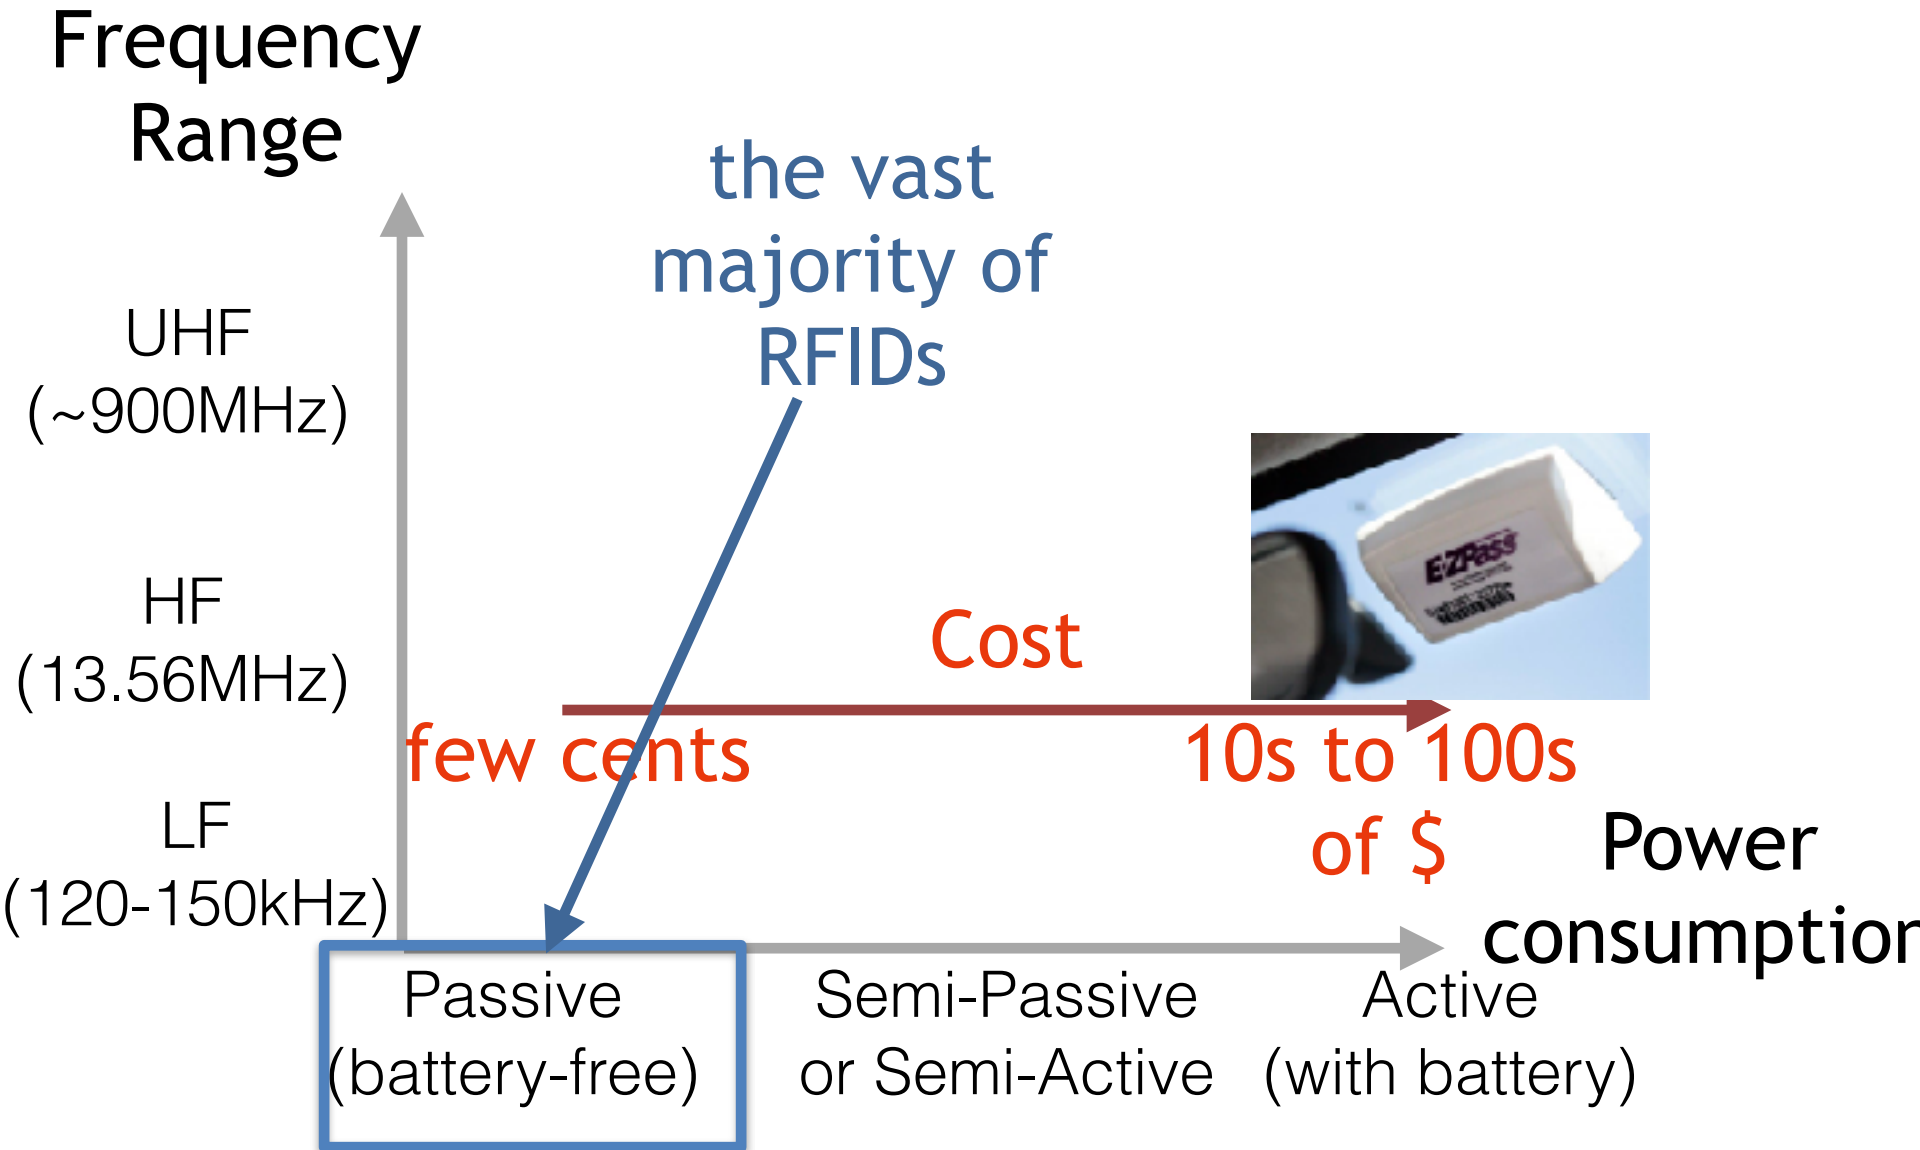 Frequency
Range
the vast
majority of
RFIDs
UHF
(~900MHz)
E-ZPass
HF
(13.56MHz)
Cost
few cents
10s to 100s
of $
LF
(120-150kHz)
Power
consumption
Passive
(battery-free)
Semi-Passive
or Semi-Active
Active
(with battery)